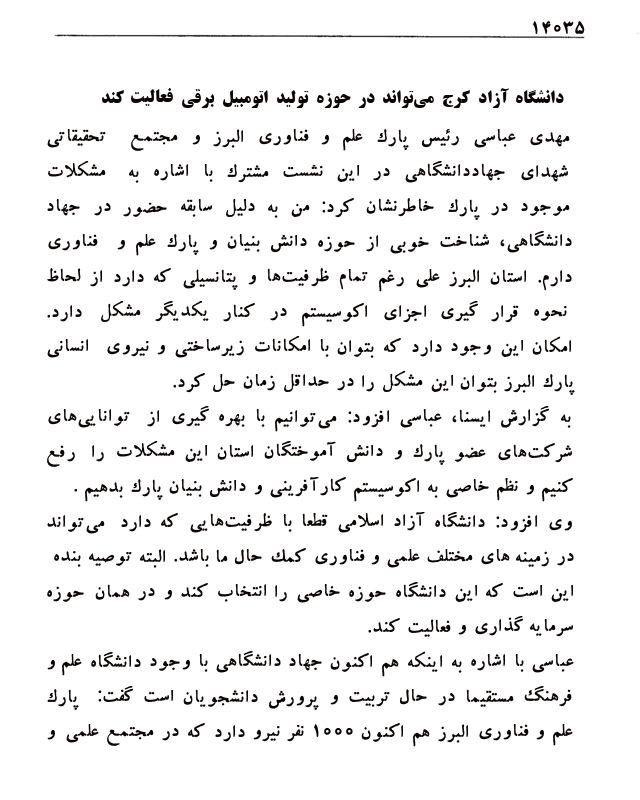 ۱۴۰۳۵
دانشگاه آزاد کرج می‌تواند در حوزه تولید اتومبیل برقی فعالیت کند
مهدی عباسی رئیس پارك علم و فناوری البرز و مجتمع تحقیقاتی
شهدای جهاددانشگاهی در این نشست مشترك با اشاره به مشکلات
موجود در پارك خاطرنشان کرد: من به دلیل سابقه حضور در جهاد
دانشگاهی، شناخت خوبی از حوزه دانش بنیان و پارك علم و فناوری
دارم. استان البرز علی رغم تمام ظرفیت‌ها و پتانسیلی که دارد از لحاظ
نحوه قرار گیری اجزای اکوسیستم در کنار یکدیگر مشکل دارد.
امکان این وجود دارد که بتوان با امکانات زیرساختی و نیروی انسانی
پارك البرز بتوان این مشکل را در حداقل زمان حل کرد.
به گزارش ایسنا، عباسی افزود: می‌توانیم با بهره گیری از توانایی‌های
شرکت‌های عضو پارك و دانش آموختگان استان این مشکلات را رفع
کنیم و نظم خاصی به اکوسیستم کارآفرینی و دانش بنیان پارك بدهیم .
وی افزود: دانشگاه آزاد اسلامی قطعا با ظرفیت‌هایی که دارد می‌تواند
در زمینه های مختلف علمی و فناوری کمك حال ما باشد. البته توصیه بنده
این است که این دانشگاه حوزه خاصی را انتخاب کند و در همان حوزه
سرمایه گذاری و فعالیت کند.
عباسی با اشاره به اینکه هم اکنون جهاد دانشگاهی با وجود دانشگاه علم و
فرهنگ مستقیما در حال تربیت و پرورش دانشجویان است گفت: پارك
علم و فناوری البرز هم اکنون ۱۰۰۰ نفر نیرو دارد که در مجتمع علمی و